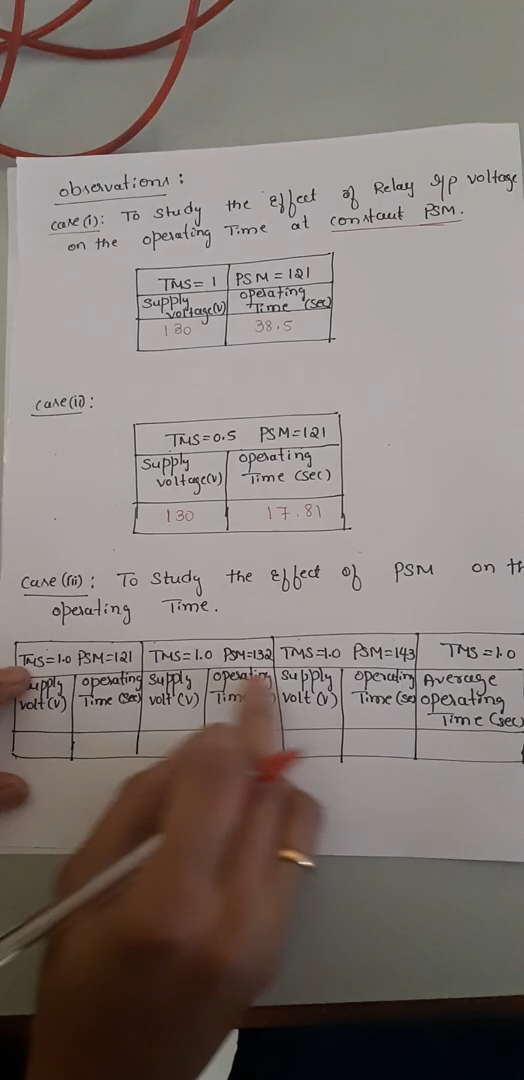 observations:
case(i): To study the Effect of Relay I/p voltage
on the operating Time at constant PSM.
TMS=1 PSM=121
supply voltage(V) operating Time (sec)
130 38.5
case(ii):
TMS=0.5 PSM=121
supply voltage(V) operating Time (sec)
130 17.81
case(iii): To study the Effect of PSM on th
operating Time.
TMS=1.0 PSM=121 TMS=1.0 PSM=132 TMS=1.0 PSM=143 TMS=1.0
supply operating supply operating supply operating Average
volt(V) Time(sec) volt(V) volt(V) Time(sec operating
Time(sec)